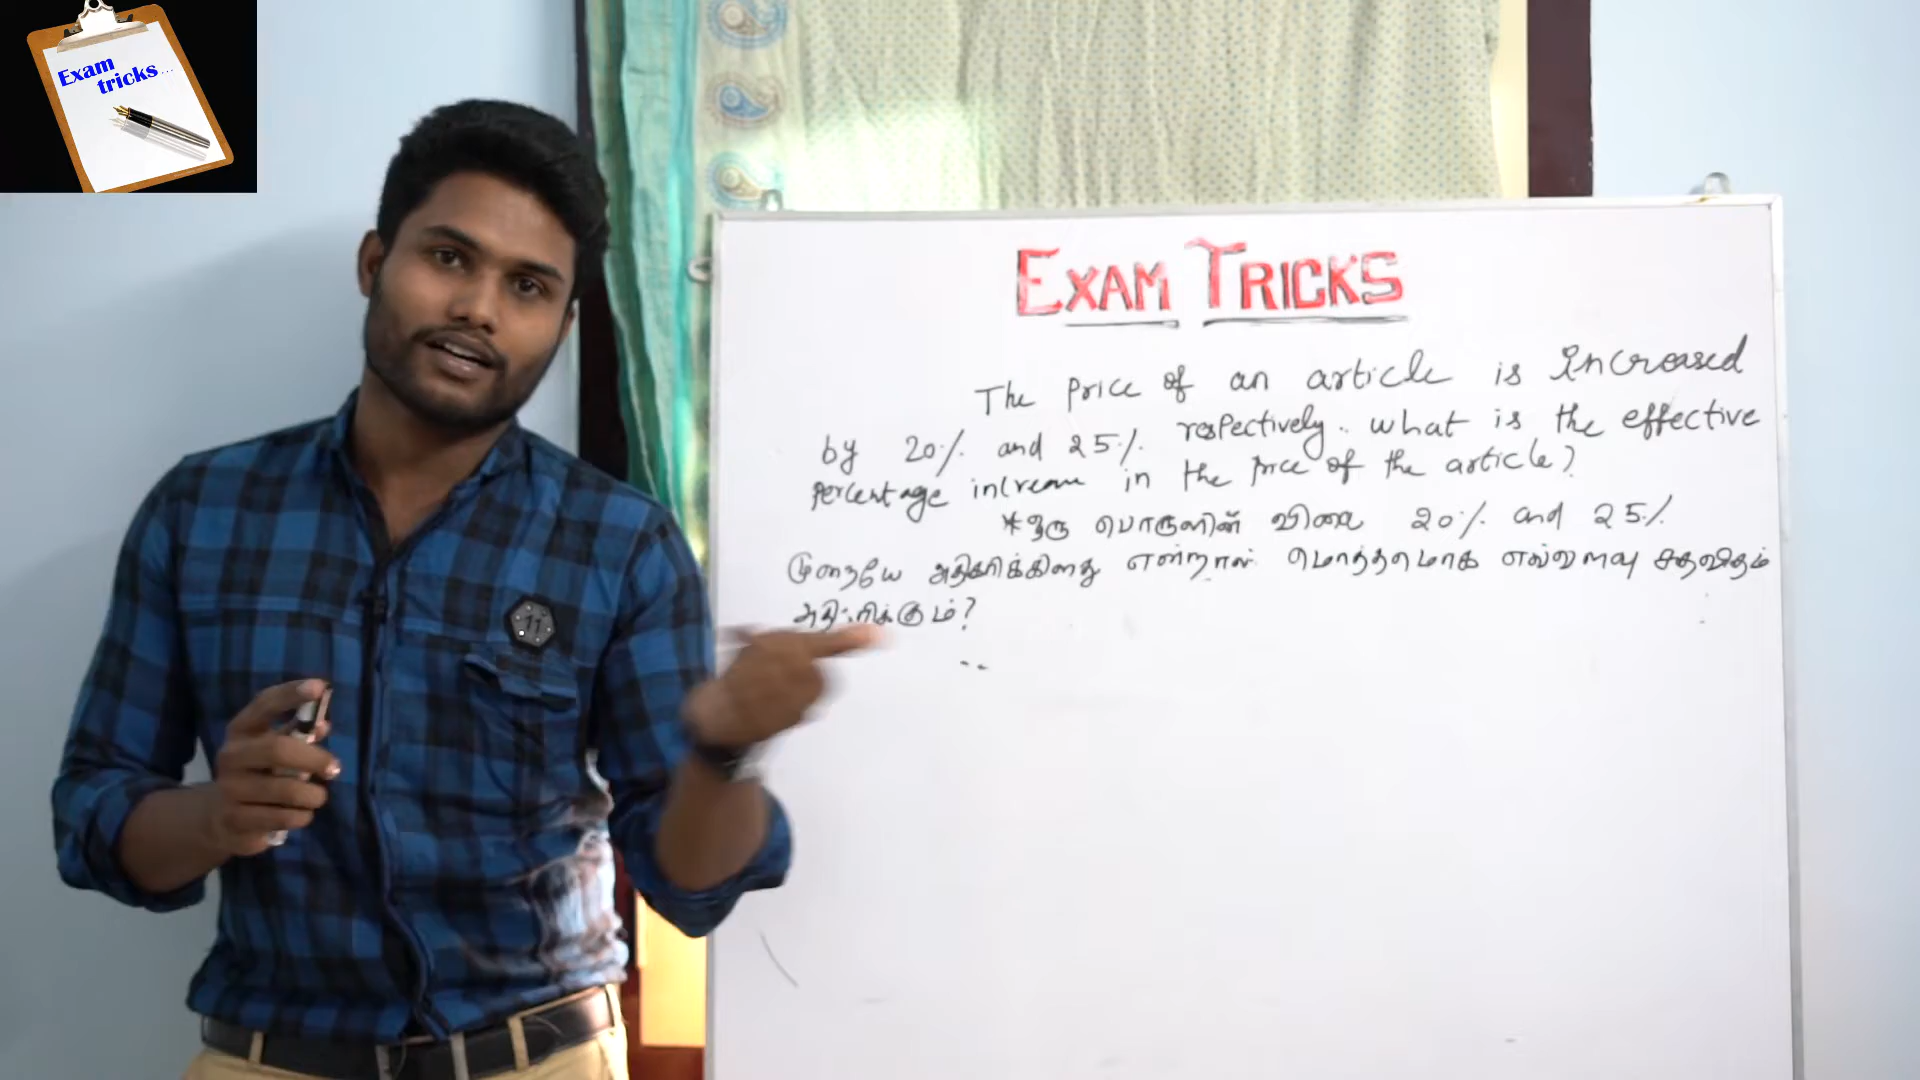 Exam
tricks...
EXAM TRICKS
The Price of an article is Increased
by 20% and 25% respectively. what is the effective
Percentage increase in the price of the article?
*ஒரு பொருளின் விலை 20% and 25%
முறையே அதிகரிக்கிறது என்றால் மொத்தமாக எவ்வளவு சதவிதம்
அதிகரிக்கும்?
11